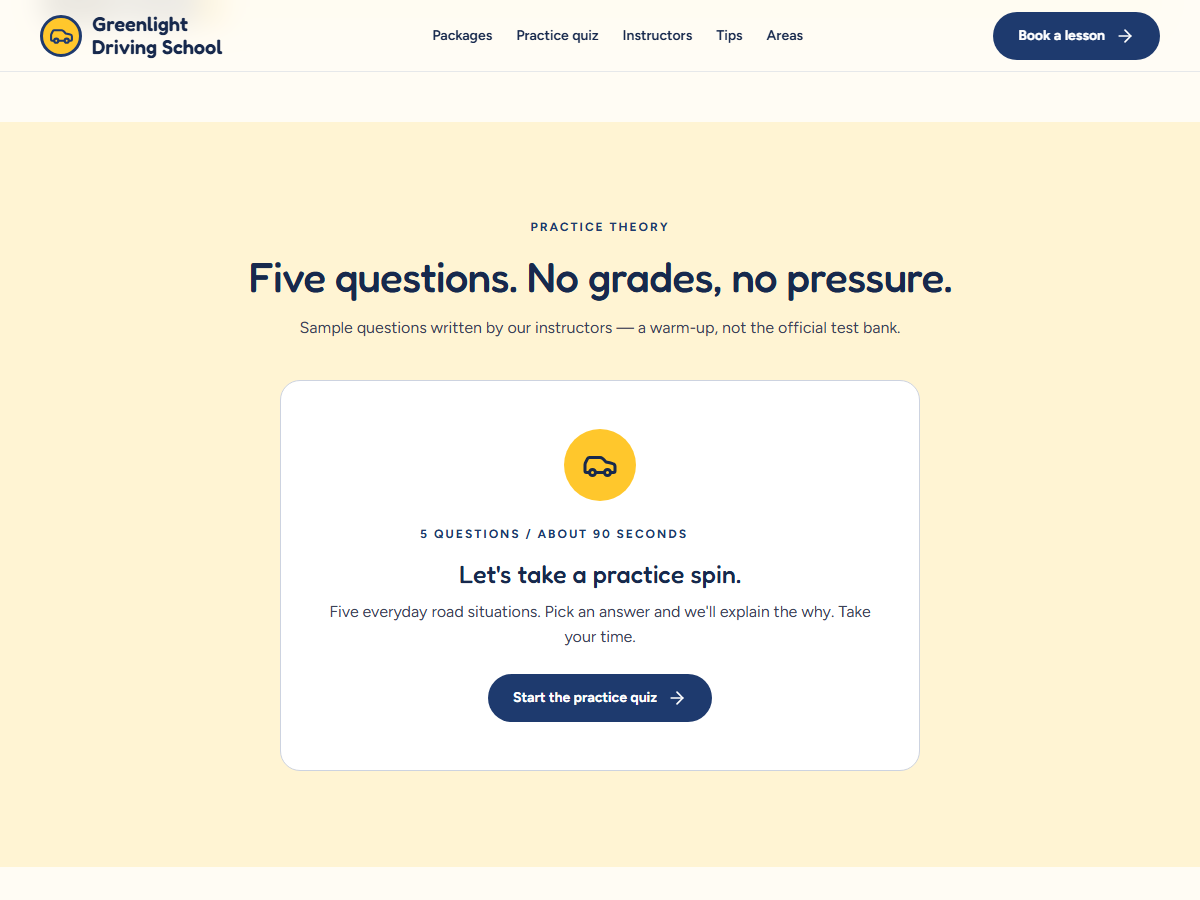 Greenlight
Driving School
Packages
Practice quiz
Instructors
Tips
Areas
Book a lesson
PRACTICE THEORY
Five questions. No grades, no pressure.
Sample questions written by our instructors — a warm-up, not the official test bank.
5 QUESTIONS / ABOUT 90 SECONDS
Let's take a practice spin.
Five everyday road situations. Pick an answer and we'll explain the why. Take
your time.
Start the practice quiz